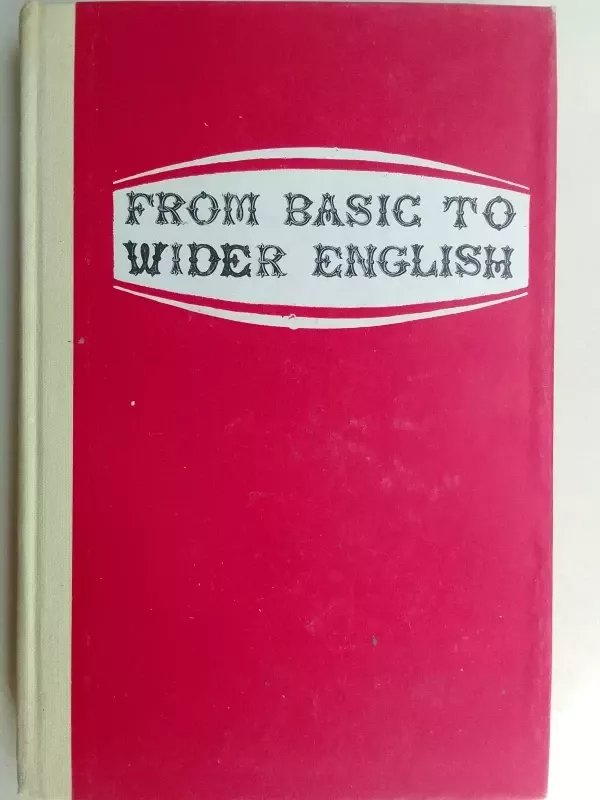 FROM BASIC TO
WIDER ENGLISH